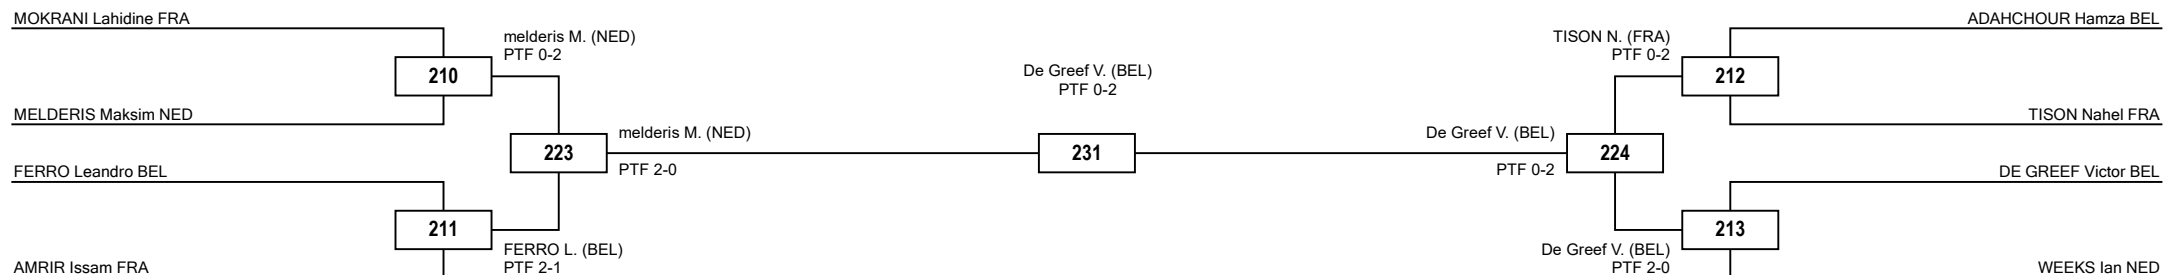 MOKRANI Lahidine FRA
ADAHCHOUR Hamza BEL
melderis M. (NED)
PTF 0-2
TISON N. (FRA)
PTF 0-2
210
De Greef V. (BEL)
PTF 0-2
212
MELDERIS Maksim NED
TISON Nahel FRA
melderis M. (NED)
De Greef V. (BEL)
223
231
224
PTF 2-0
PTF 0-2
FERRO Leandro BEL
DE GREEF Victor BEL
211
213
FERRO L. (BEL)
PTF 2-1
De Greef V. (BEL)
PTF 2-0
AMRIR Issam FRA
WEEKS Ian NED